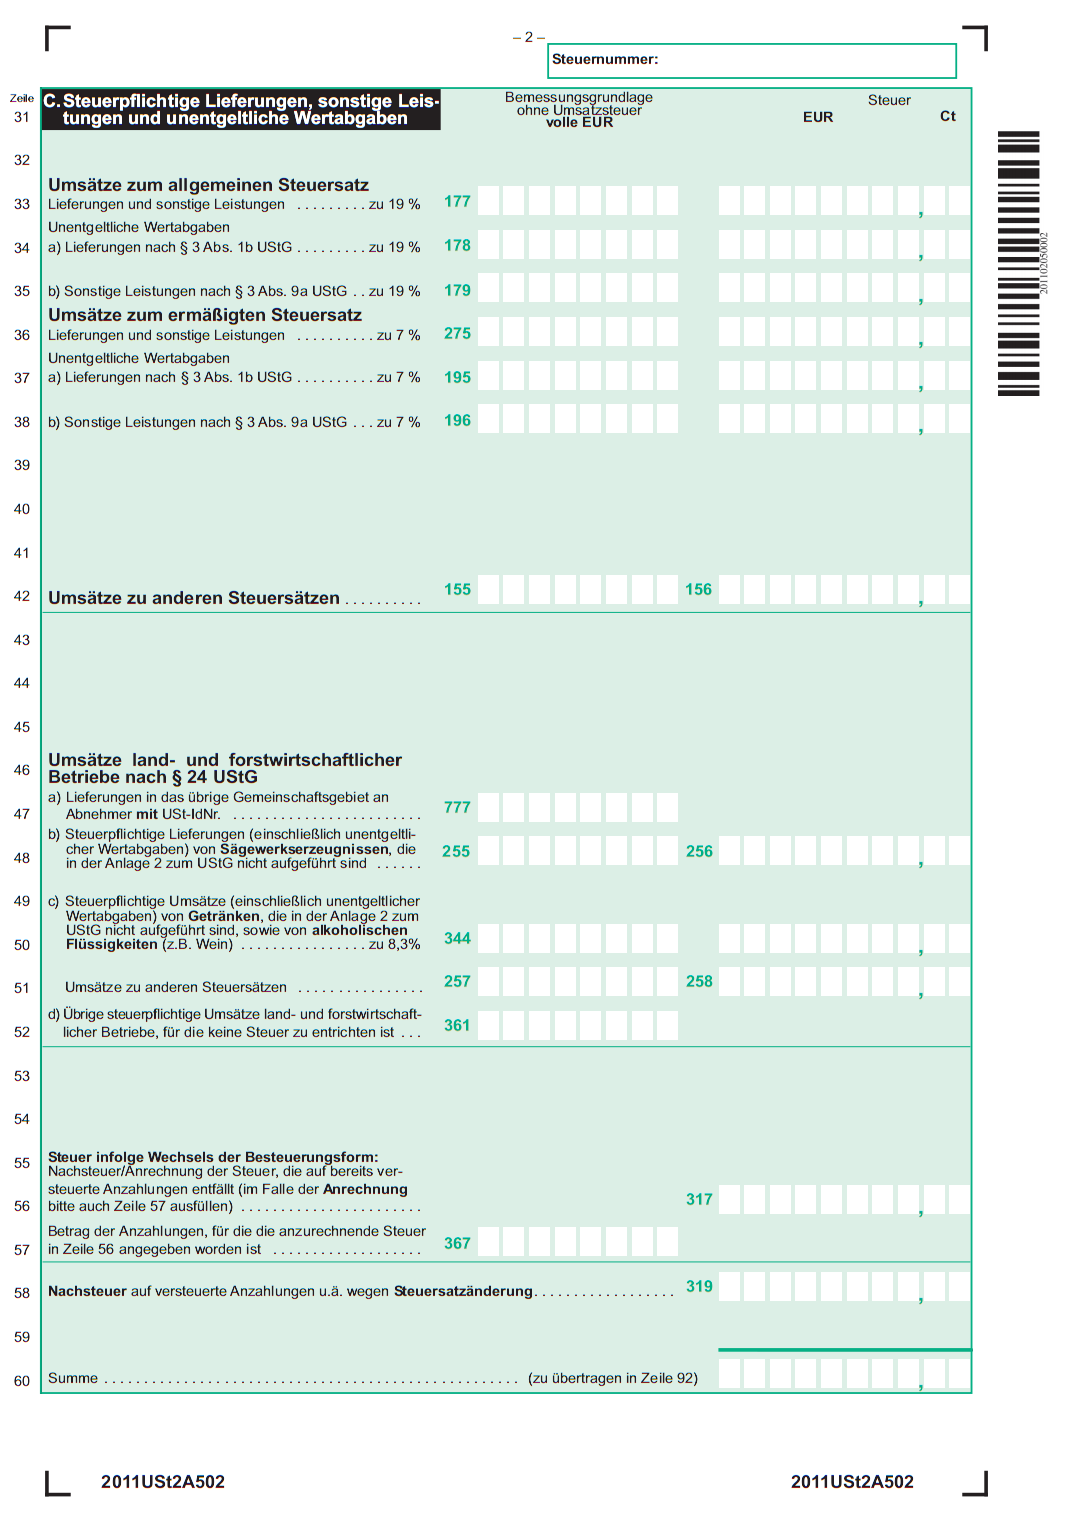 – 2 –
Steuernummer:
Zeile
C. Steuerpflichtige Lieferungen, sonstige Leis-
tungen und unentgeltliche Wertabgaben
Bemessungsgrundlage
ohne Umsatzsteuer
volle EUR
Steuer
EUR Ct
31
32
Umsätze zum allgemeinen Steuersatz
33 Lieferungen und sonstige Leistungen . . . . . . . . . zu 19 % 177 ,
Unentgeltliche Wertabgaben
34 a) Lieferungen nach § 3 Abs. 1b UStG . . . . . . . . . zu 19 % 178 ,
35 b) Sonstige Leistungen nach § 3 Abs. 9a UStG . . zu 19 % 179 ,
Umsätze zum ermäßigten Steuersatz
36 Lieferungen und sonstige Leistungen . . . . . . . . . . zu 7 % 275 ,
Unentgeltliche Wertabgaben
37 a) Lieferungen nach § 3 Abs. 1b UStG . . . . . . . . . . zu 7 % 195 ,
38 b) Sonstige Leistungen nach § 3 Abs. 9a UStG . . . zu 7 % 196 ,
39
40
41
42 Umsätze zu anderen Steuersätzen . . . . . . . . . . 155 156 ,
43
44
45
Umsätze land- und forstwirtschaftlicher
46 Betriebe nach § 24 UStG
a) Lieferungen in das übrige Gemeinschaftsgebiet an
47 Abnehmer mit USt-IdNr. . . . . . . . . . . . . . . . . . . . . . . . . 777
b) Steuerpflichtige Lieferungen (einschließlich unentgeltli-
cher Wertabgaben) von Sägewerkserzeugnissen, die
48 in der Anlage 2 zum UStG nicht aufgeführt sind . . . . . . 255 256 ,
49 c) Steuerpflichtige Umsätze (einschließlich unentgeltlicher
Wertabgaben) von Getränken, die in der Anlage 2 zum
UStG nicht aufgeführt sind, sowie von alkoholischen
50 Flüssigkeiten (z.B. Wein) . . . . . . . . . . . . . . . . zu 8,3% 344 ,
51 Umsätze zu anderen Steuersätzen . . . . . . . . . . . . . . . . 257 258 ,
d) Übrige steuerpflichtige Umsätze land- und forstwirtschaft-
52 licher Betriebe, für die keine Steuer zu entrichten ist . . . 361
53
54
55 Steuer infolge Wechsels der Besteuerungsform:
Nachsteuer/Anrechnung der Steuer, die auf bereits ver-
steuerte Anzahlungen entfällt (im Falle der Anrechnung
56 bitte auch Zeile 57 ausfüllen) . . . . . . . . . . . . . . . . . . . . . . . 317 ,
Betrag der Anzahlungen, für die die anzurechnende Steuer
57 in Zeile 56 angegeben worden ist . . . . . . . . . . . . . . . . . . . 367
58 Nachsteuer auf versteuerte Anzahlungen u.ä. wegen Steuersatzänderung . . . . . . . . . . . . . . . . . . 319 ,
59
60 Summe . . . . . . . . . . . . . . . . . . . . . . . . . . . . . . . . . . . . . . . . . . . . . . . . . . . . (zu übertragen in Zeile 92) ,
201102050002
2011USt2A502 2011USt2A502